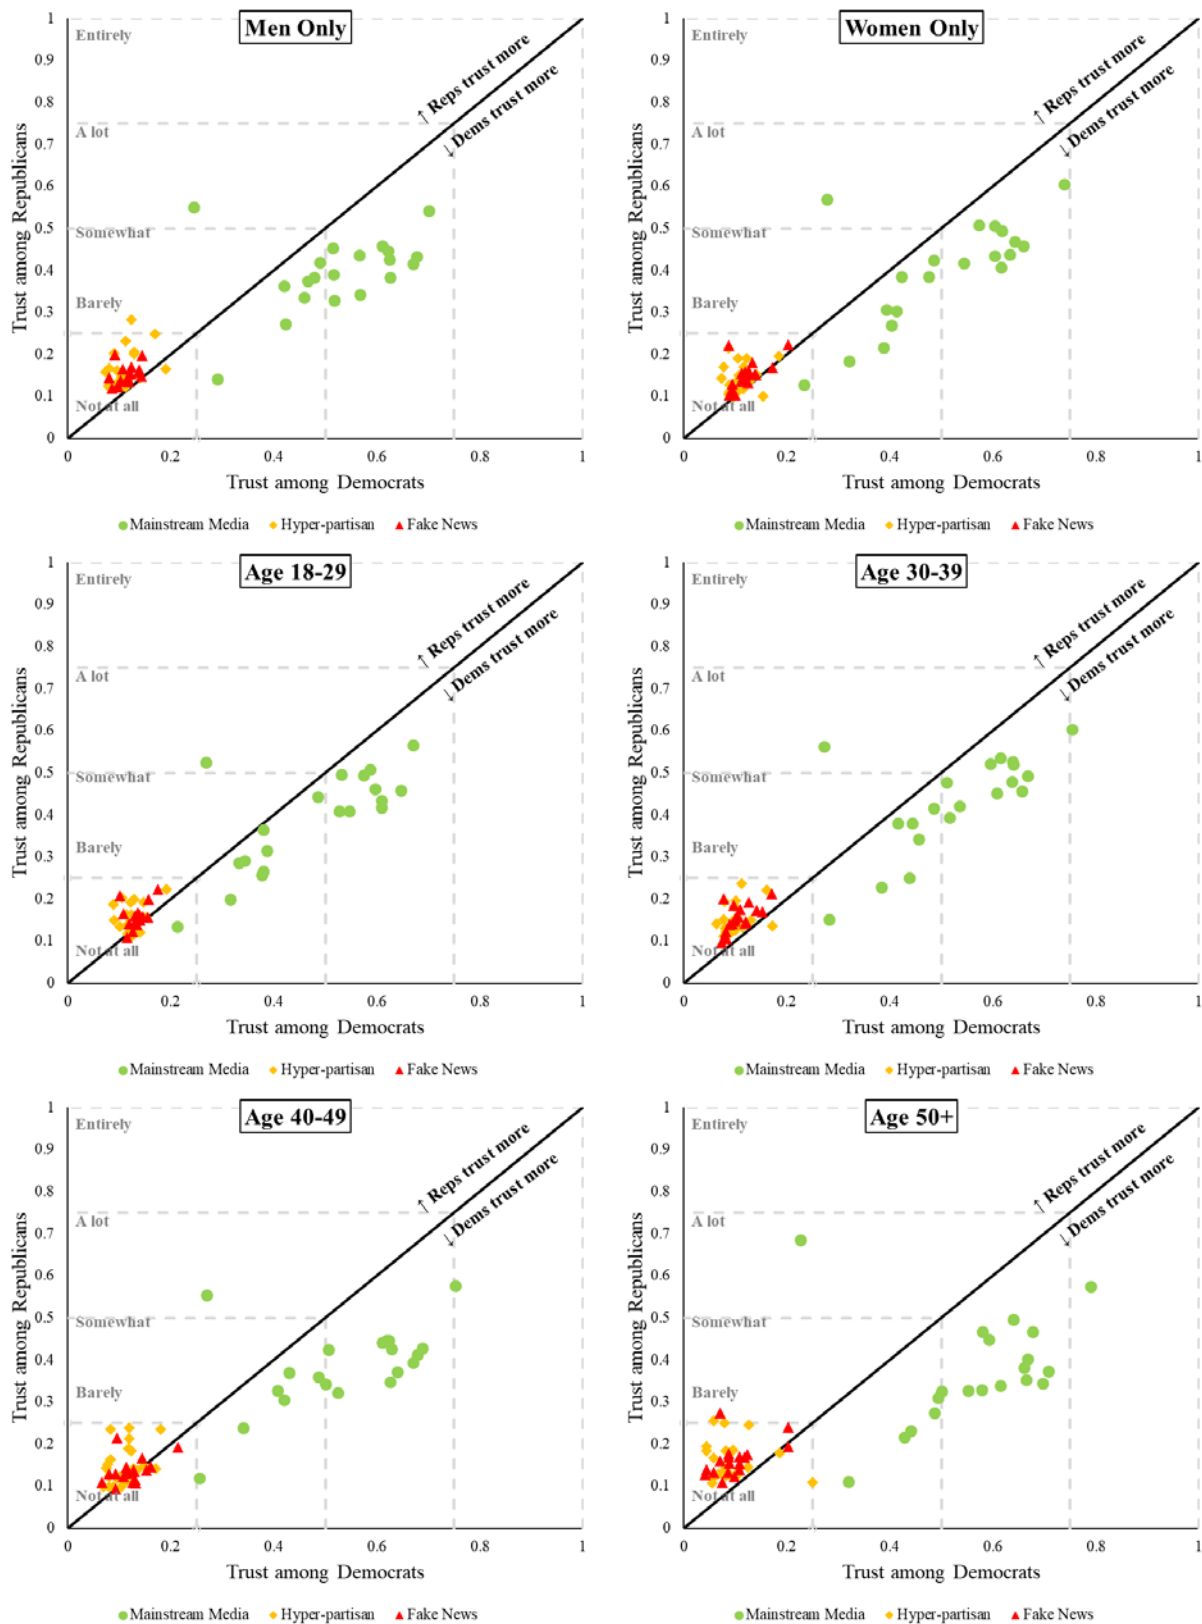 Men Only
Trust among Republicans
1
0.9
0.8
0.7
0.6
0.5
0.4
0.3
0.2
0.1
0
Entirely
A lot
Somewhat
Barely
Not at all
↑ Reps trust more
↓ Dems trust more
0 0.2 0.4 0.6 0.8 1
Trust among Democrats
Mainstream Media Hyper-partisan Fake News
Women Only
Trust among Republicans
1
0.9
0.8
0.7
0.6
0.5
0.4
0.3
0.2
0.1
0
Entirely
A lot
Somewhat
Barely
Not at all
↑ Reps trust more
↓ Dems trust more
0 0.2 0.4 0.6 0.8 1
Trust among Democrats
Mainstream Media Hyper-partisan Fake News
Age 18-29
Trust among Republicans
1
0.9
0.8
0.7
0.6
0.5
0.4
0.3
0.2
0.1
0
Entirely
A lot
Somewhat
Barely
Not at all
↑ Reps trust more
↓ Dems trust more
0 0.2 0.4 0.6 0.8 1
Trust among Democrats
Mainstream Media Hyper-partisan Fake News
Age 30-39
Trust among Republicans
1
0.9
0.8
0.7
0.6
0.5
0.4
0.3
0.2
0.1
0
Entirely
A lot
Somewhat
Barely
Not at all
↑ Reps trust more
↓ Dems trust more
0 0.2 0.4 0.6 0.8 1
Trust among Democrats
Mainstream Media Hyper-partisan Fake News
Age 40-49
Trust among Republicans
1
0.9
0.8
0.7
0.6
0.5
0.4
0.3
0.2
0.1
0
Entirely
A lot
Somewhat
Barely
Not at all
↑ Reps trust more
↓ Dems trust more
0 0.2 0.4 0.6 0.8 1
Trust among Democrats
Mainstream Media Hyper-partisan Fake News
Age 50+
Trust among Republicans
1
0.9
0.8
0.7
0.6
0.5
0.4
0.3
0.2
0.1
0
Entirely
A lot
Somewhat
Barely
Not at all
↑ Reps trust more
↓ Dems trust more
0 0.2 0.4 0.6 0.8 1
Trust among Democrats
Mainstream Media Hyper-partisan Fake News